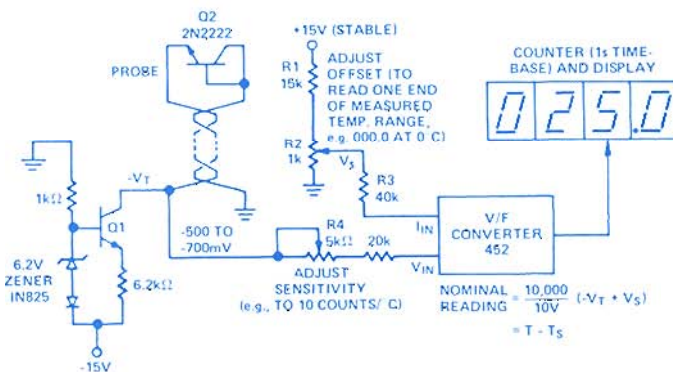 Q2
2N2222
PROBE
+15V (STABLE)
R1
15k
ADJUST
OFFSET (TO
READ ONE END
OF MEASURED
TEMP. RANGE,
e.g. 000.0 AT 0 C)
COUNTER (1s TIME-
BASE) AND DISPLAY
025.0
R2
1k
VS
R3
40k
1kΩ
-VT
Q1
-500 TO
-700mV
R4
5kΩ
20k
IIN
VIN
V/F
CONVERTER
452
6.2V
ZENER
IN825
6.2kΩ
ADJUST
SENSITIVITY
(e.g., TO 10 COUNTS/ C)
NOMINAL
READING = 10,000/10V (-VT + VS)
= T - TS
-15V